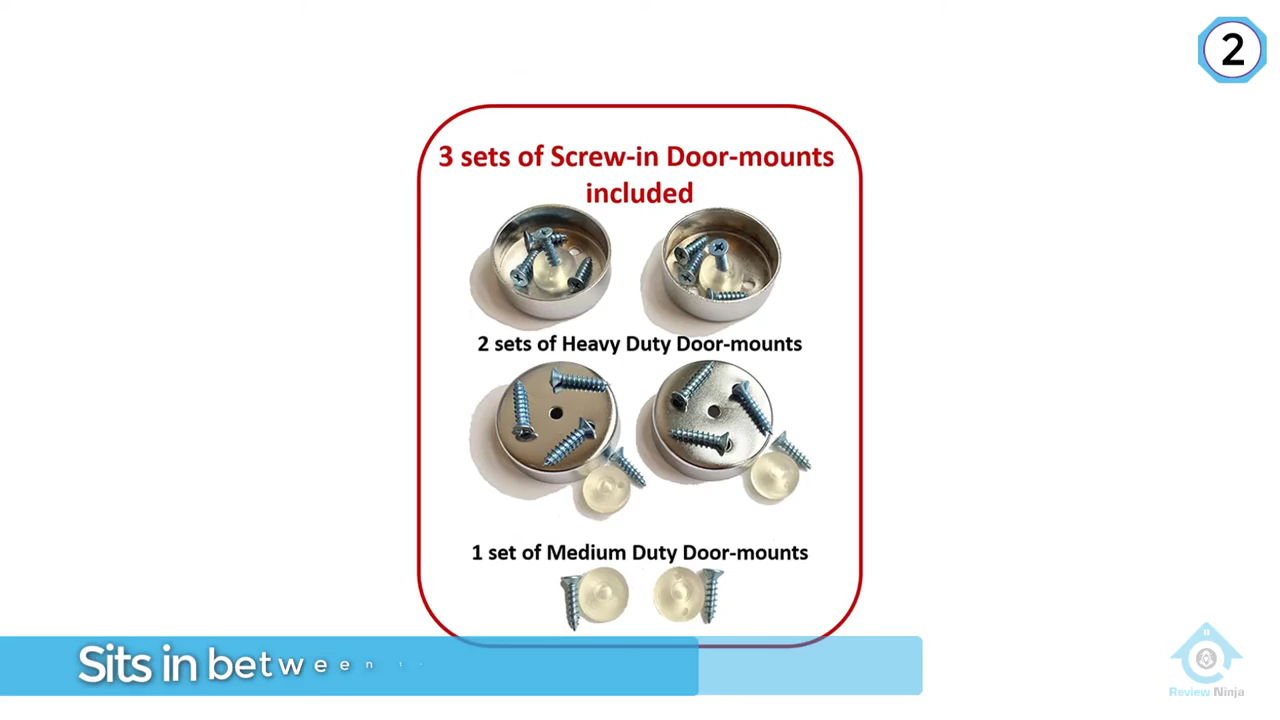 2
3 sets of Screw-in Door-mounts
included
2 sets of Heavy Duty Door-mounts
1 set of Medium Duty Door-mounts
Sits in between
Review Ninja